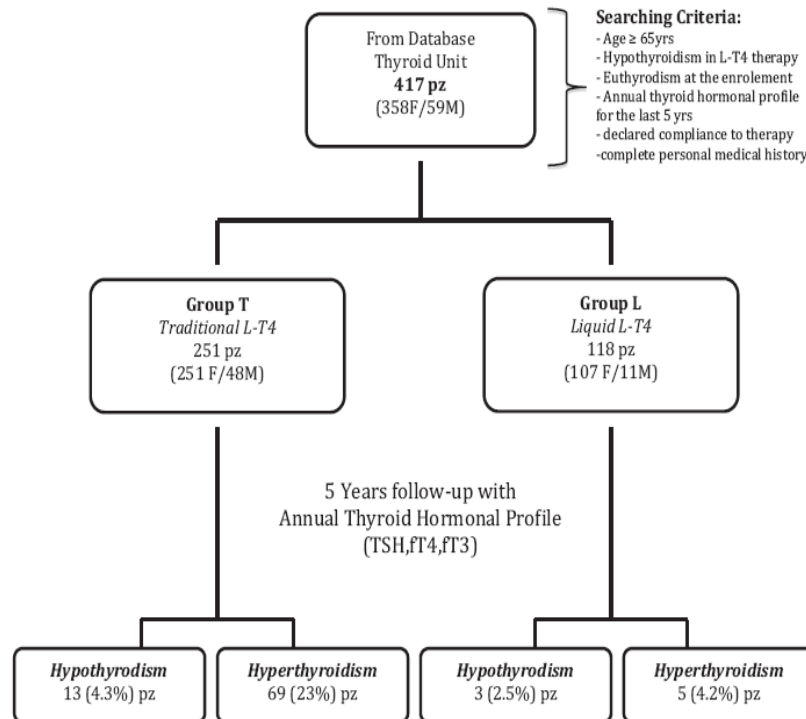 From Database
Thyroid Unit
417 pz
(358F/59M)
Searching Criteria:
- Age ≥ 65yrs
- Hypothyroidism in L-T4 therapy
- Euthyrodism at the enrolement
- Annual thyroid hormonal profile
for the last 5 yrs
- declared compliance to therapy
-complete personal medical history
Group T
Traditional L-T4
251 pz
(251 F/48M)
Group L
Liquid L-T4
118 pz
(107 F/11M)
5 Years follow-up with
Annual Thyroid Hormonal Profile
(TSH,fT4,fT3)
Hypothyrodism
13 (4.3%) pz
Hyperthyroidism
69 (23%) pz
Hypothyrodism
3 (2.5%) pz
Hyperthyroidism
5 (4.2%) pz